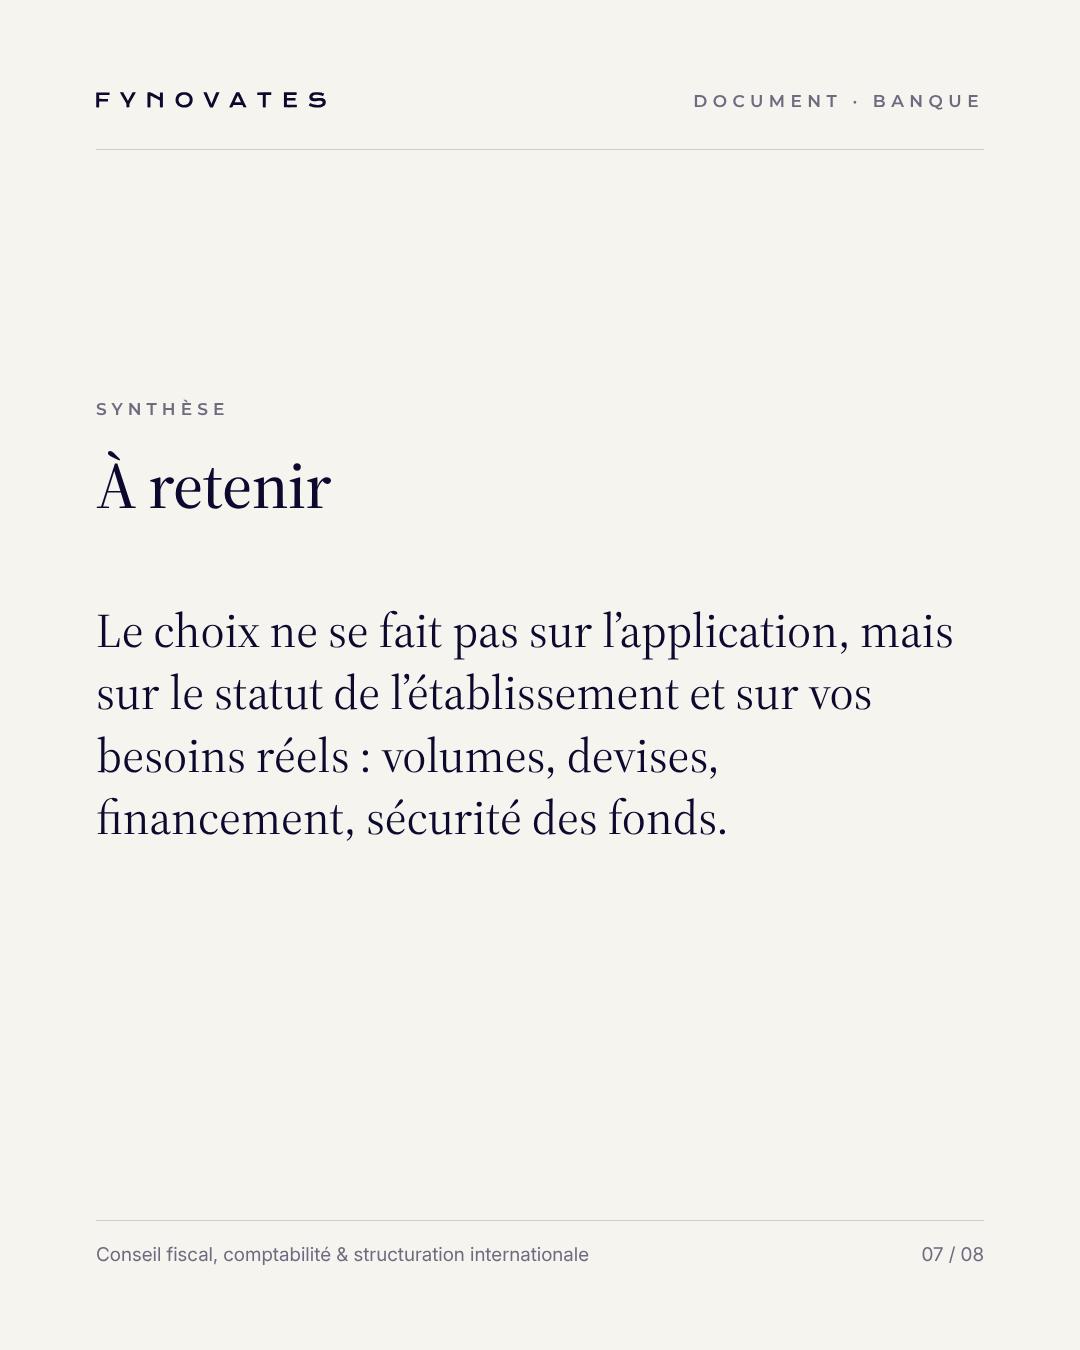 FYNOVATES
DOCUMENT · BANQUE
SYNTHÈSE
À retenir
Le choix ne se fait pas sur l’application, mais
sur le statut de l’établissement et sur vos
besoins réels : volumes, devises,
financement, sécurité des fonds.
Conseil fiscal, comptabilité & structuration internationale
07 / 08